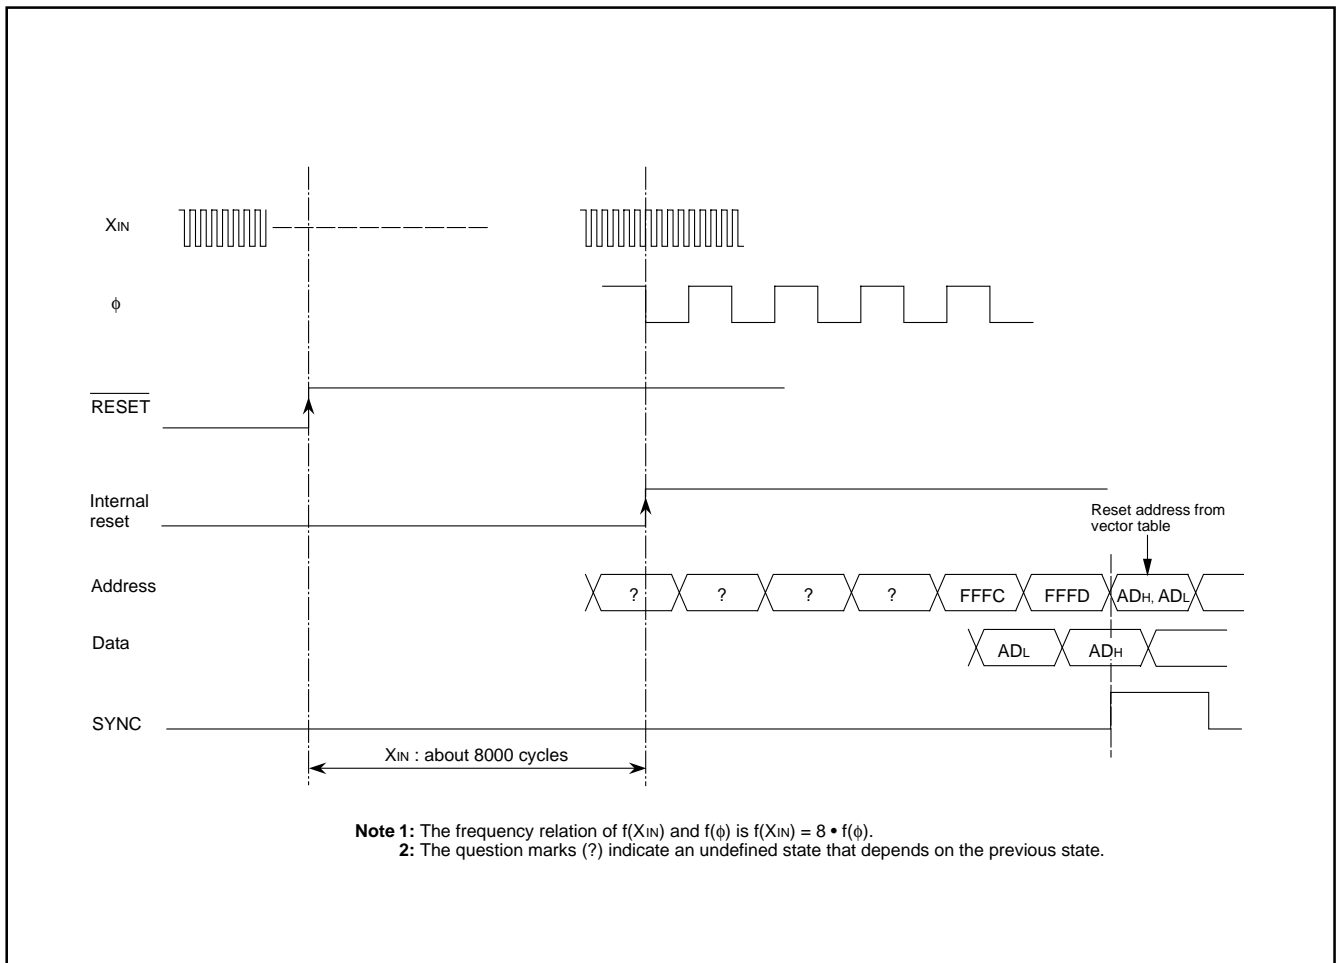 XIN
ϕ
RESET
Internal
reset
Reset address from
vector table
Address
? ? ? ? FFFC FFFD ADH, ADL
Data
ADL ADH
SYNC
XIN : about 8000 cycles
Note 1: The frequency relation of f(XIN) and f(ϕ) is f(XIN) = 8 • f(ϕ).
2: The question marks (?) indicate an undefined state that depends on the previous state.